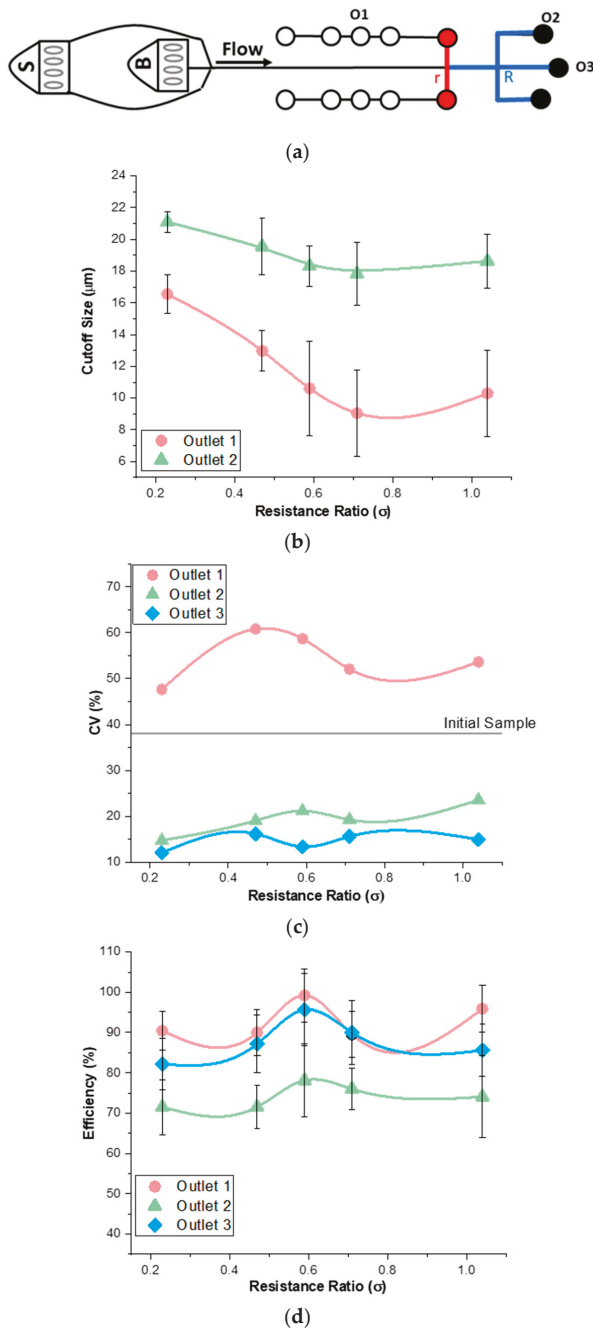 S
B
Flow
O1
r
R
O2
O3
(a)
24
22
20
18
16
14
12
10
8
6
Cutoff Size (μm)
Outlet 1
Outlet 2
0.2 0.4 0.6 0.8 1.0
Resistance Ratio (σ)
(b)
Outlet 1
Outlet 2
Outlet 3
70
60
50
40
30
20
10
CV (%)
Initial Sample
0.2 0.4 0.6 0.8 1.0
Resistance Ratio (σ)
(c)
110
100
90
80
70
60
50
40
Efficiency (%)
Outlet 1
Outlet 2
Outlet 3
0.2 0.4 0.6 0.8 1.0
Resistance Ratio (σ)
(d)